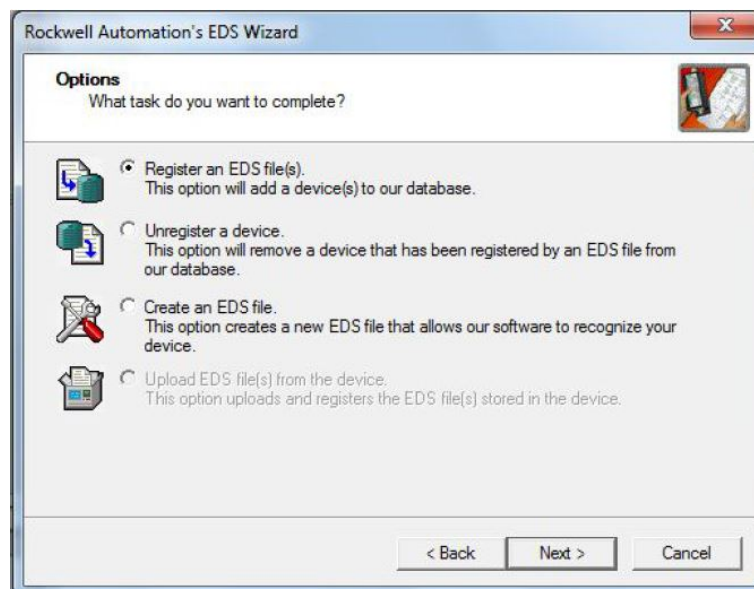 Rockwell Automation's EDS Wizard
Options
What task do you want to complete?
Register an EDS file(s).
This option will add a device(s) to our database.
Unregister a device.
This option will remove a device that has been registered by an EDS file from
our database.
Create an EDS file.
This option creates a new EDS file that allows our software to recognize your
device.
Upload EDS file(s) from the device.
This option uploads and registers the EDS file(s) stored in the device.
< Back
Next >
Cancel